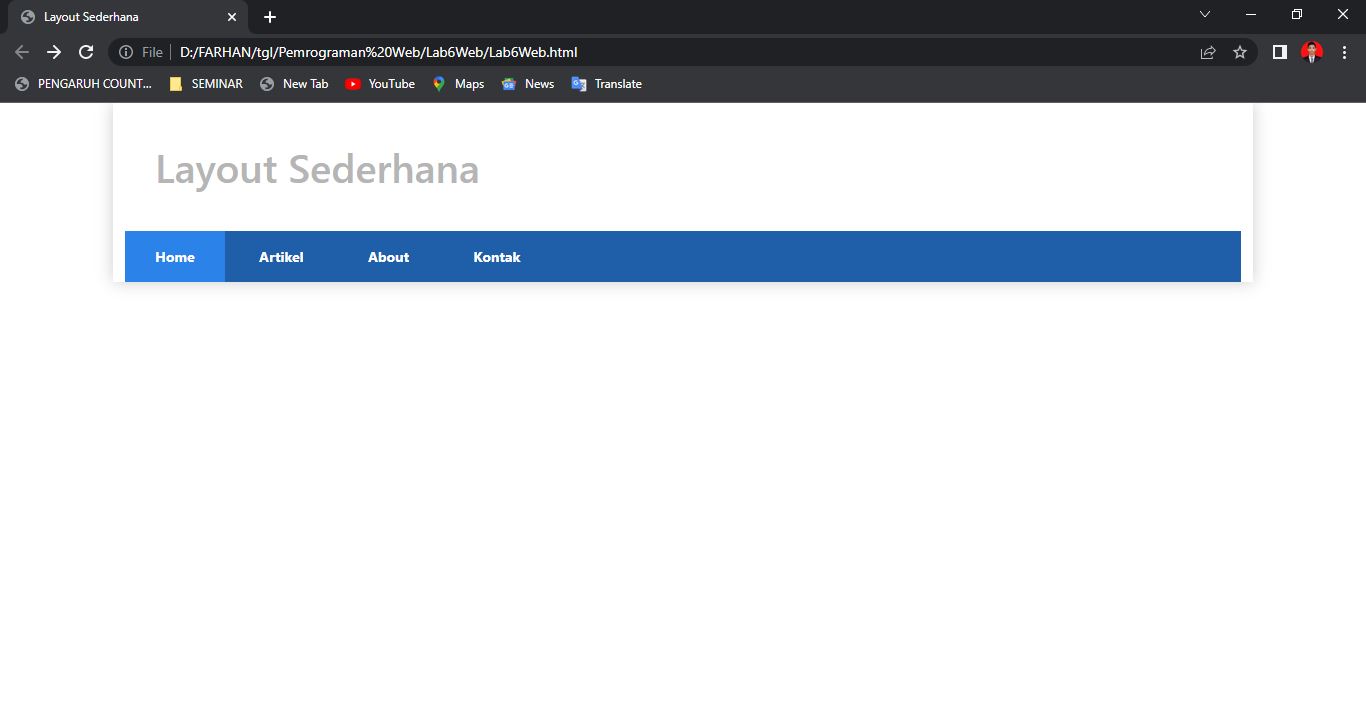 Layout Sederhana
File D:/FARHAN/tgl/Pemrograman%20Web/Lab6Web/Lab6Web.html
PENGARUH COUNT... SEMINAR New Tab YouTube Maps News Translate
Layout Sederhana
Home Artikel About Kontak